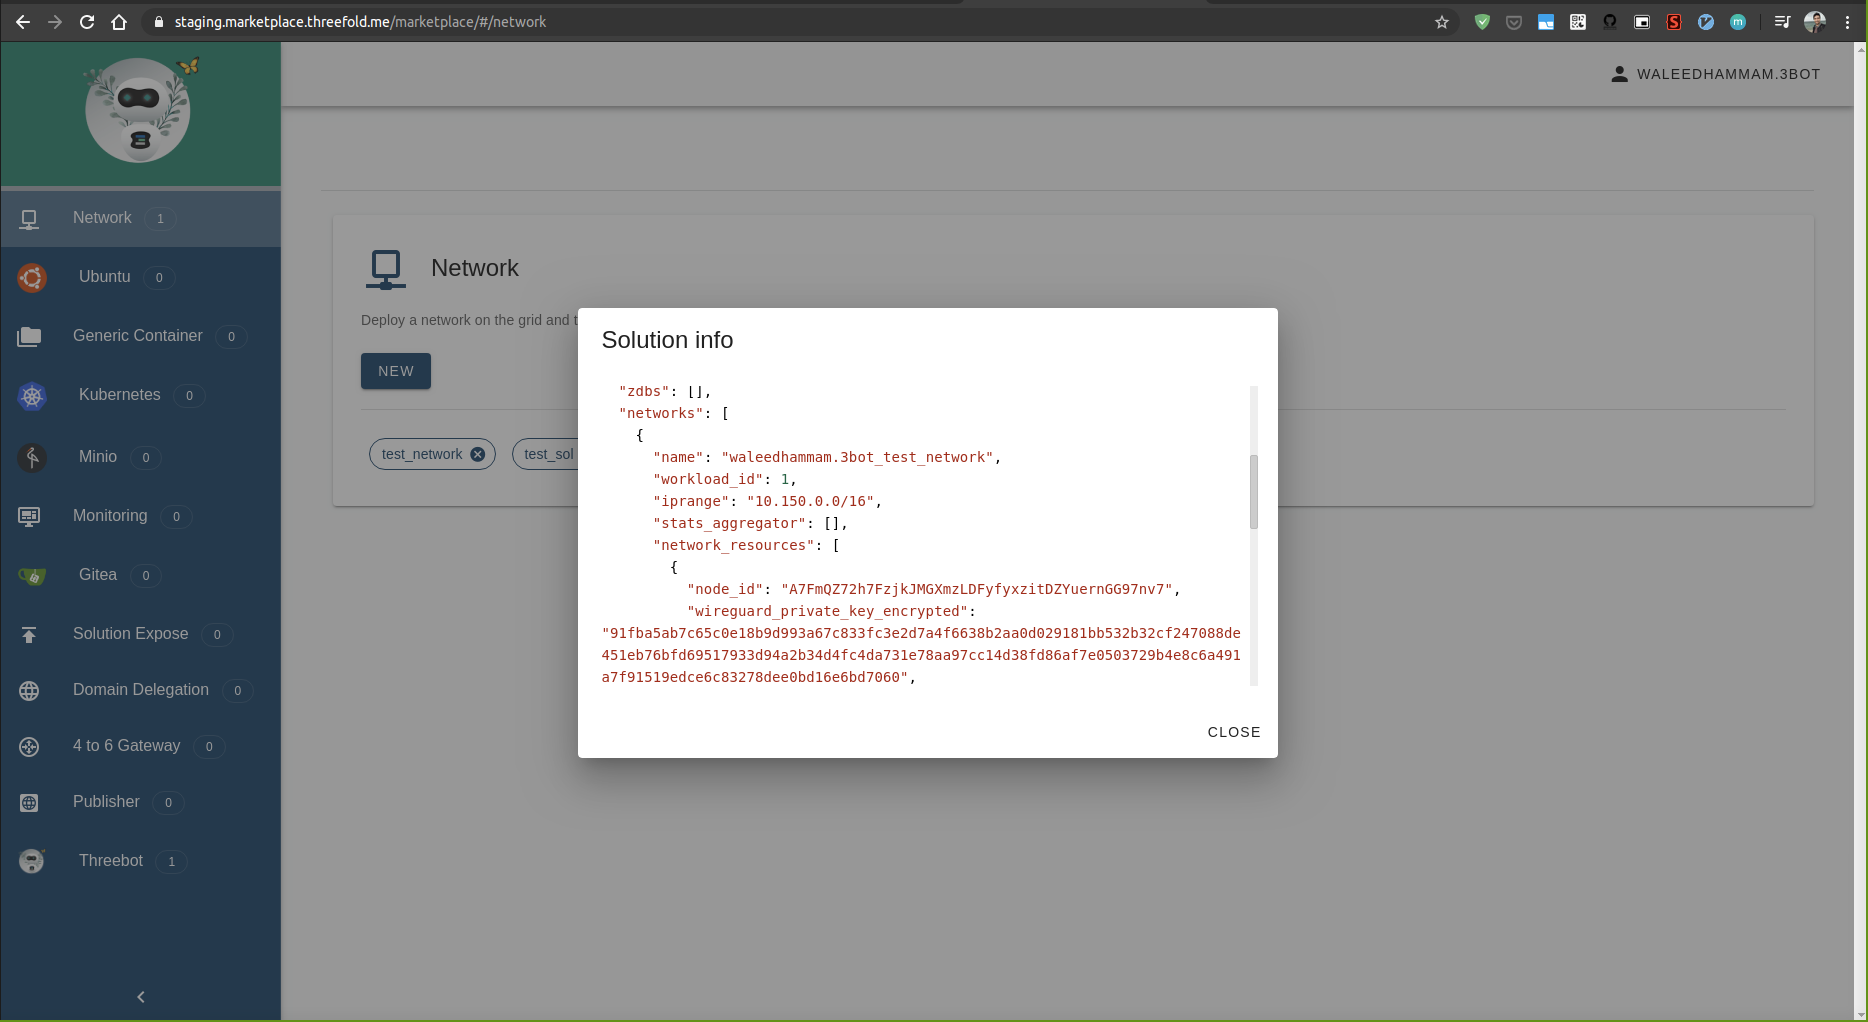 staging.marketplace.threefold.me/marketplace/#/network
WALEEDHAMMAM.3BOT
Network 1
Ubuntu 0
Generic Container 0
Kubernetes 0
Minio 0
Monitoring 0
Gitea 0
Solution Expose 0
Domain Delegation 0
4 to 6 Gateway 0
Publisher 0
Threebot 1
Network
Deploy a network on the grid and t
NEW
test_network
test_sol
Solution info
"zdbs": [],
"networks": [
{
"name": "waleedhammam.3bot_test_network",
"workload_id": 1,
"iprange": "10.150.0.0/16",
"stats_aggregator": [],
"network_resources": [
{
"node_id": "A7FmQZ72h7FzjkJMGXmzLDFyfyxzitDZYuernGG97nv7",
"wireguard_private_key_encrypted":
"91fba5ab7c65c0e18b9d993a67c833fc3e2d7a4f6638b2aa0d029181bb532b32cf247088de
451eb76bfd69517933d94a2b34d4fc4da731e78aa97cc14d38fd86af7e0503729b4e8c6a491
a7f91519edce6c83278dee0bd16e6bd7060",
CLOSE